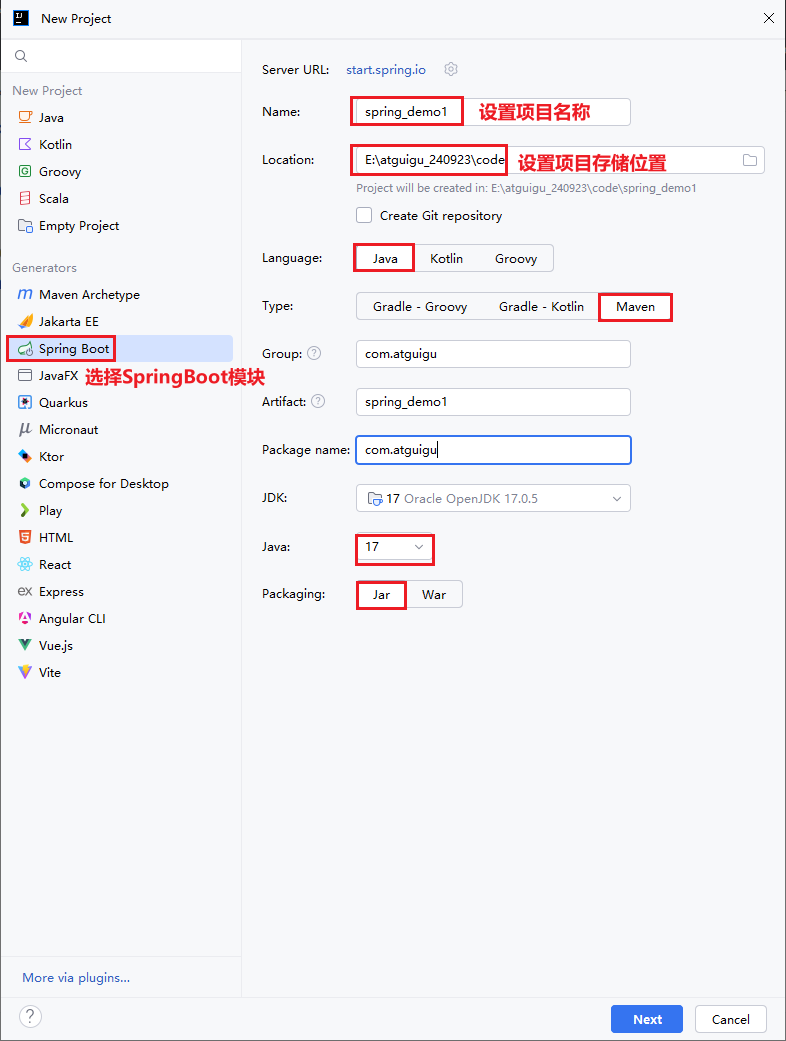 New Project
Server URL: start.spring.io
New Project
Java
Kotlin
Groovy
Scala
Empty Project
Generators
Maven Archetype
Jakarta EE
Spring Boot
JavaFX
选择SpringBoot模块
Quarkus
Micronaut
Ktor
Compose for Desktop
Play
HTML
React
Express
Angular CLI
Vue.js
Vite
More via plugins...
Name: spring_demo1 设置项目名称
Location: E:\atguigu_240923\code 设置项目存储位置
Project will be created in: E:\atguigu_240923\code\spring_demo1
Create Git repository
Language: Java Kotlin Groovy
Type: Gradle - Groovy Gradle - Kotlin Maven
Group: ? com.atguigu
Artifact: ? spring_demo1
Package name: com.atguigu
JDK: 17 Oracle OpenJDK 17.0.5
Java: 17
Packaging: Jar War
? Next Cancel